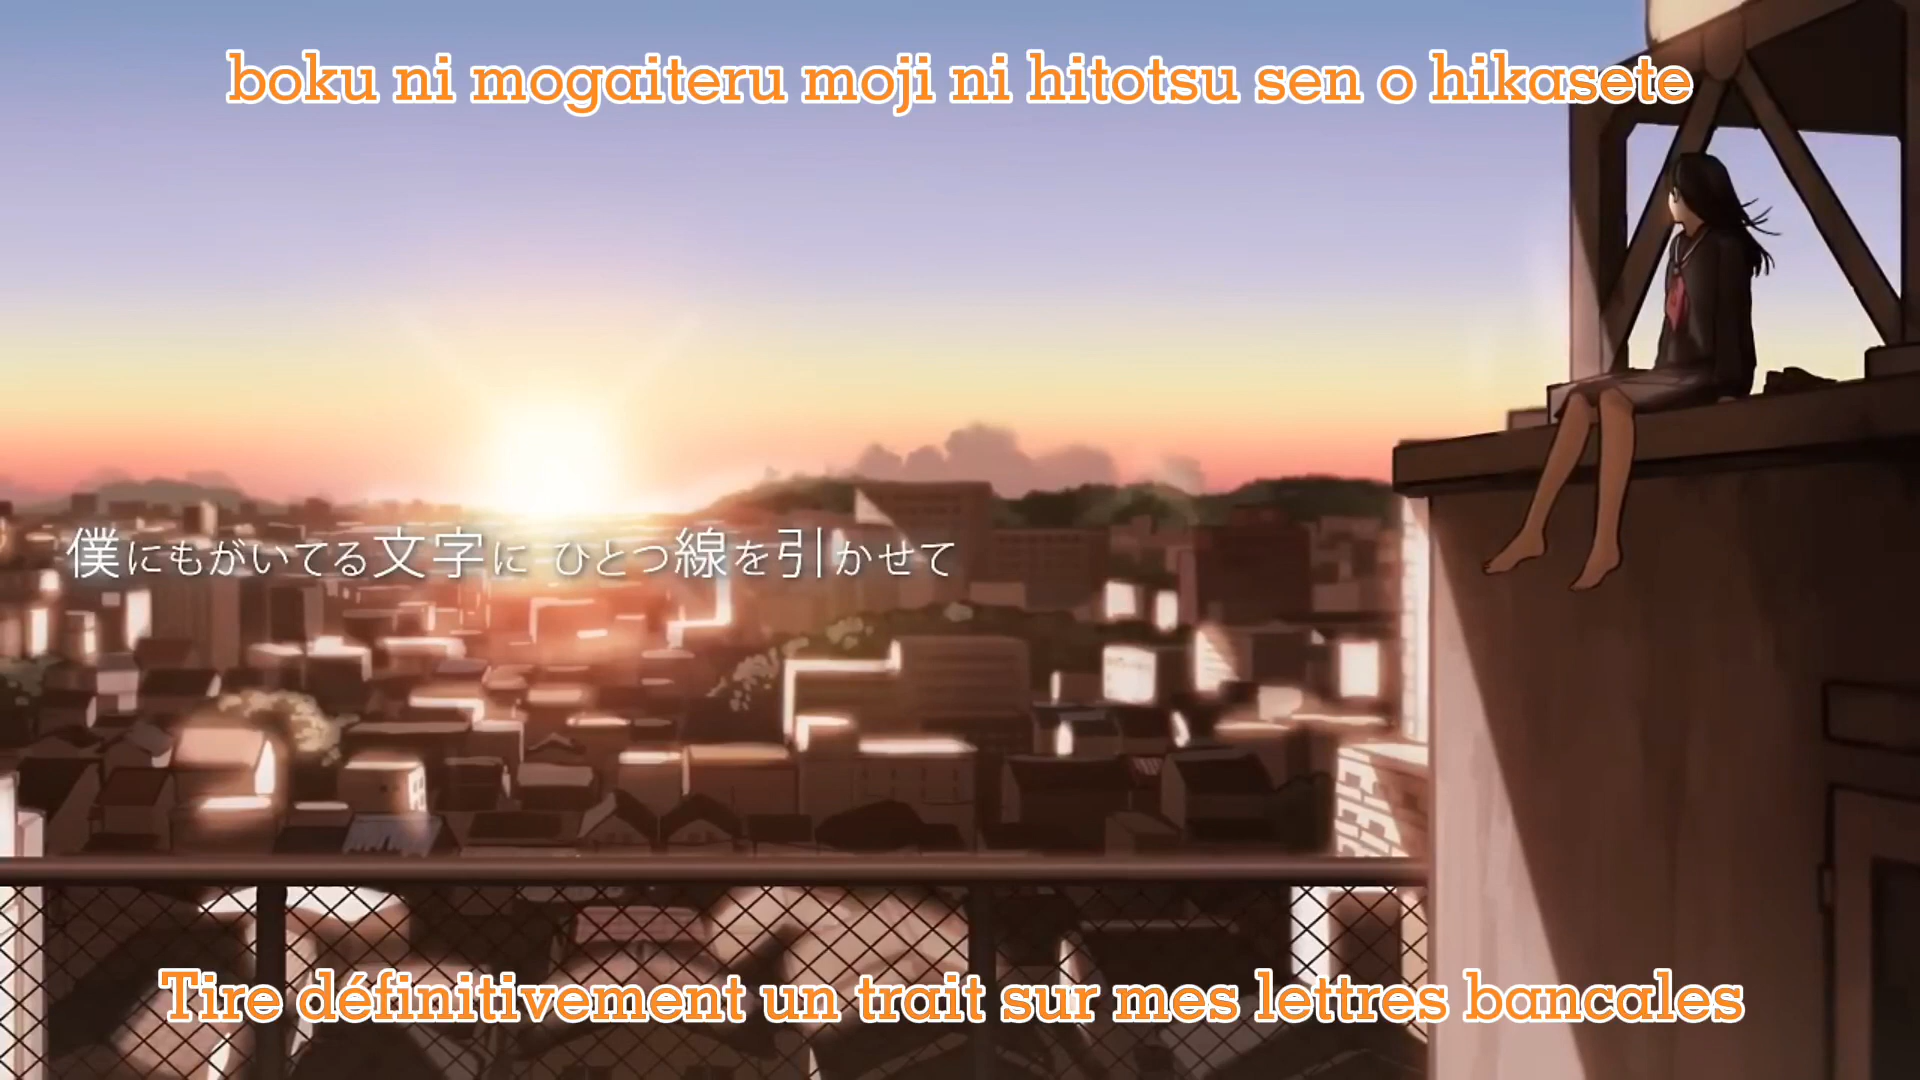 boku ni mogaiteru moji ni hitotsu sen o hikasete
僕にもがいてる文字に ひとつ線を引かせて
Tire définitivement un trait sur mes lettres bancales